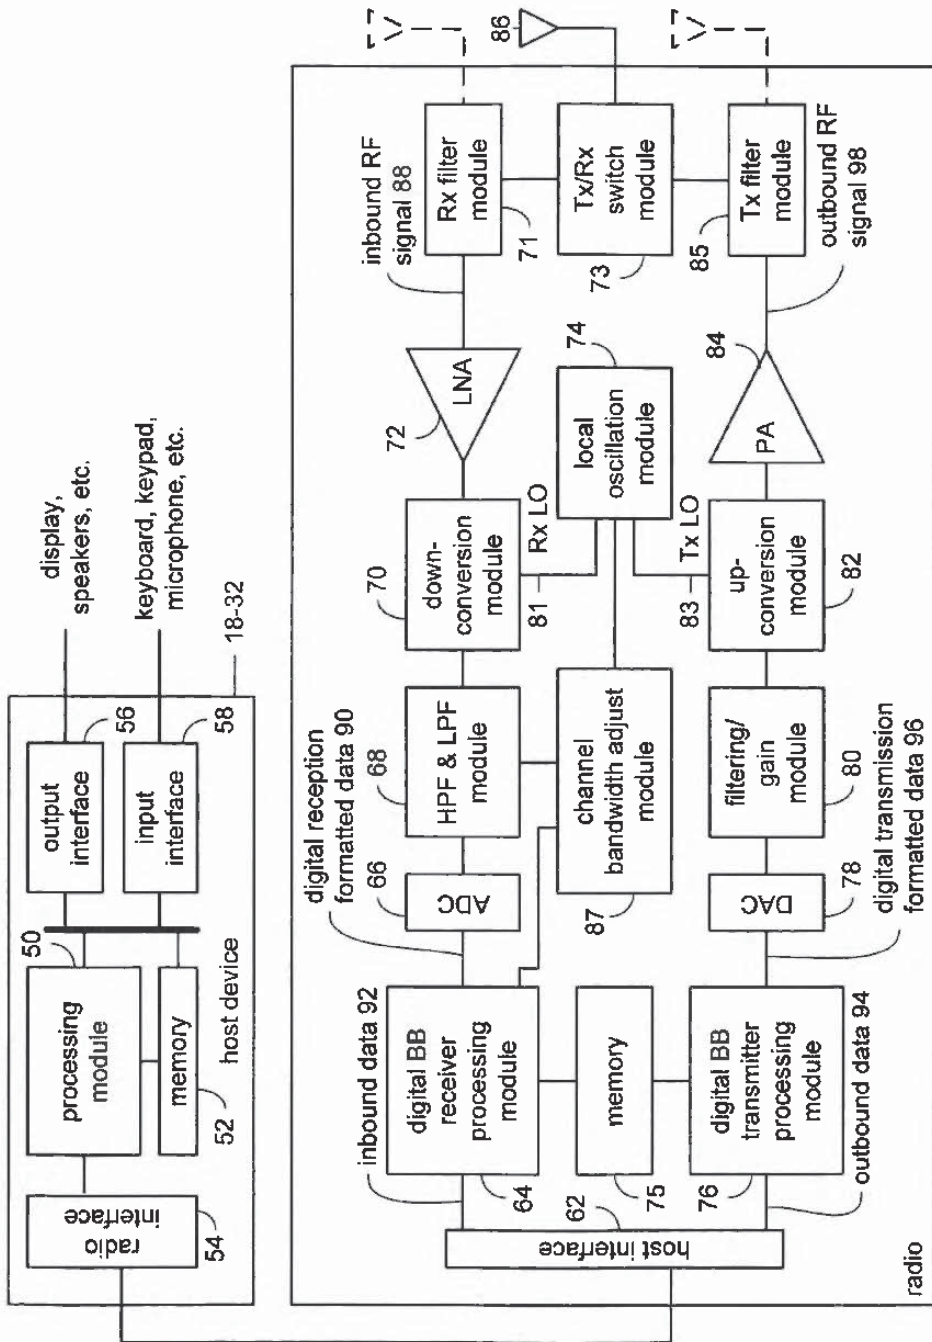 display,
speakers, etc.
keyboard, keypad,
microphone, etc.
18-32
output
interface
56
input
interface
58
50
processing
module
memory
52
host device
radio
interface
54
86
Rx filter
module
71
inbound RF
signal 88
Tx/Rx
switch
module
73
Tx filter
module
85
outbound RF
signal 98
LNA
72
local
oscillation
module
74
PA
84
down-
conversion
module
70
Rx LO
81
Tx LO
83
up-
conversion
module
82
HPF & LPF
module
68
channel
bandwidth adjust
module
87
filtering/
gain
module
80
ADC
66
digital reception
formatted data 90
DAC
78
digital transmission
formatted data 96
digital BB
receiver
processing
module
64
inbound data 92
memory
75
digital BB
transmitter
processing
module
76
outbound data 94
host interface
62
radio